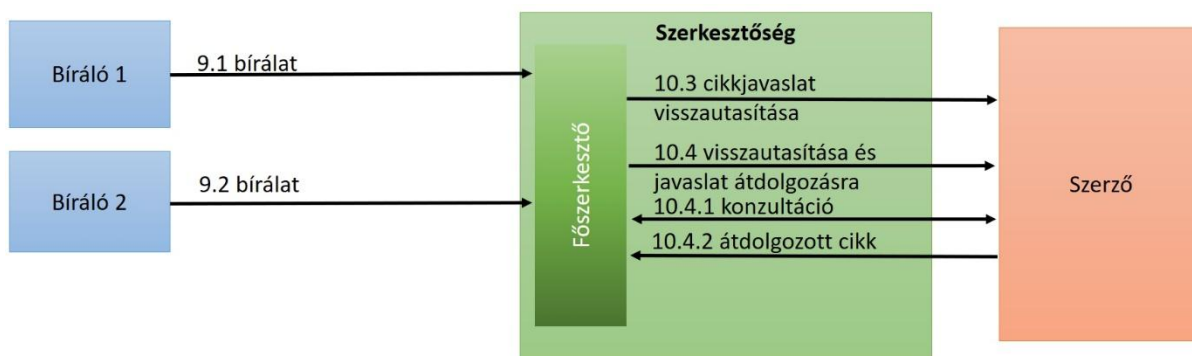 Bíráló 1
9.1 bírálat
Bíráló 2
9.2 bírálat
Szerkesztőség
Főszerkesztő
10.3 cikkjavaslat
visszautasítása
10.4 visszautasítása és
javaslat átdolgozásra
10.4.1 konzultáció
10.4.2 átdolgozott cikk
Szerző